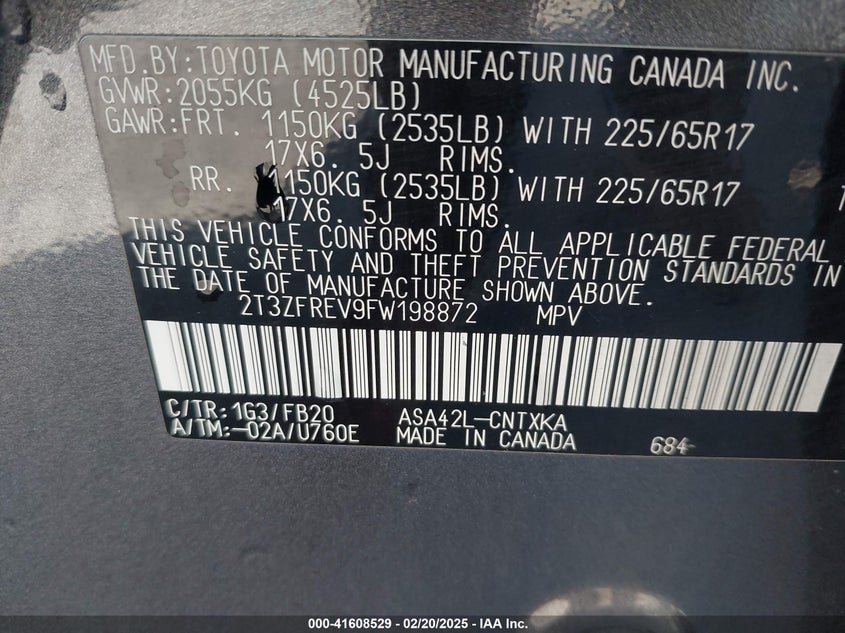 MFD. BY:TOYOTA MOTOR MANUFACTURING CANADA INC.
GVWR:2055KG (4525LB)
GAWR:FRT. 1150KG (2535LB) WITH 225/65R17
17X6. 5J RIMS.
RR. 1150KG (2535LB) WITH 225/65R17
17X6. 5J RIMS.
THIS VEHICLE CONFORMS TO ALL APPLICABLE FEDERAL
VEHICLE SAFETY AND THEFT PREVENTION STANDARDS IN
THE DATE OF MANUFACTURE SHOWN ABOVE.
2T3ZFREV9FW198872 MPV
C/TR:1G3/FB20 ASA42L-CNTXKA
A/TM:-02A/U760E MADE IN CANADA 684
000-41608529 - 02/20/2025 - IAA Inc.